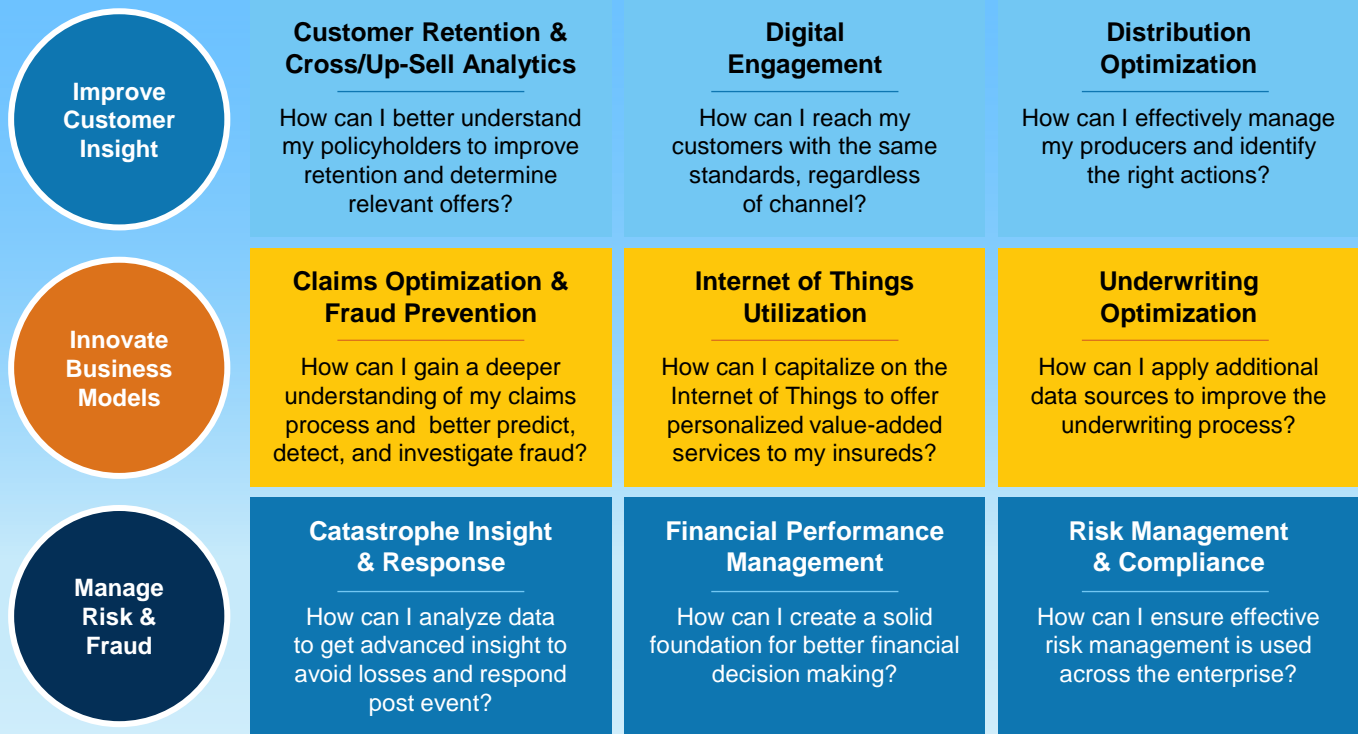 Improve
Customer
Insight
Customer Retention &
Cross/Up-Sell Analytics
How can I better understand
my policyholders to improve
retention and determine
relevant offers?
Digital
Engagement
How can I reach my
customers with the same
standards, regardless
of channel?
Distribution
Optimization
How can I effectively manage
my producers and identify
the right actions?
Innovate
Business
Models
Claims Optimization &
Fraud Prevention
How can I gain a deeper
understanding of my claims
process and  better predict,
detect, and investigate fraud?
Internet of Things
Utilization
How can I capitalize on the
Internet of Things to offer
personalized value-added
services to my insureds?
Underwriting
Optimization
How can I apply additional
data sources to improve the
underwriting process?
Manage
Risk &
Fraud
Catastrophe Insight
& Response
How can I analyze data
to get advanced insight to
avoid losses and respond
post event?
Financial Performance
Management
How can I create a solid
foundation for better financial
decision making?
Risk Management
& Compliance
How can I ensure effective
risk management is used
across the enterprise?